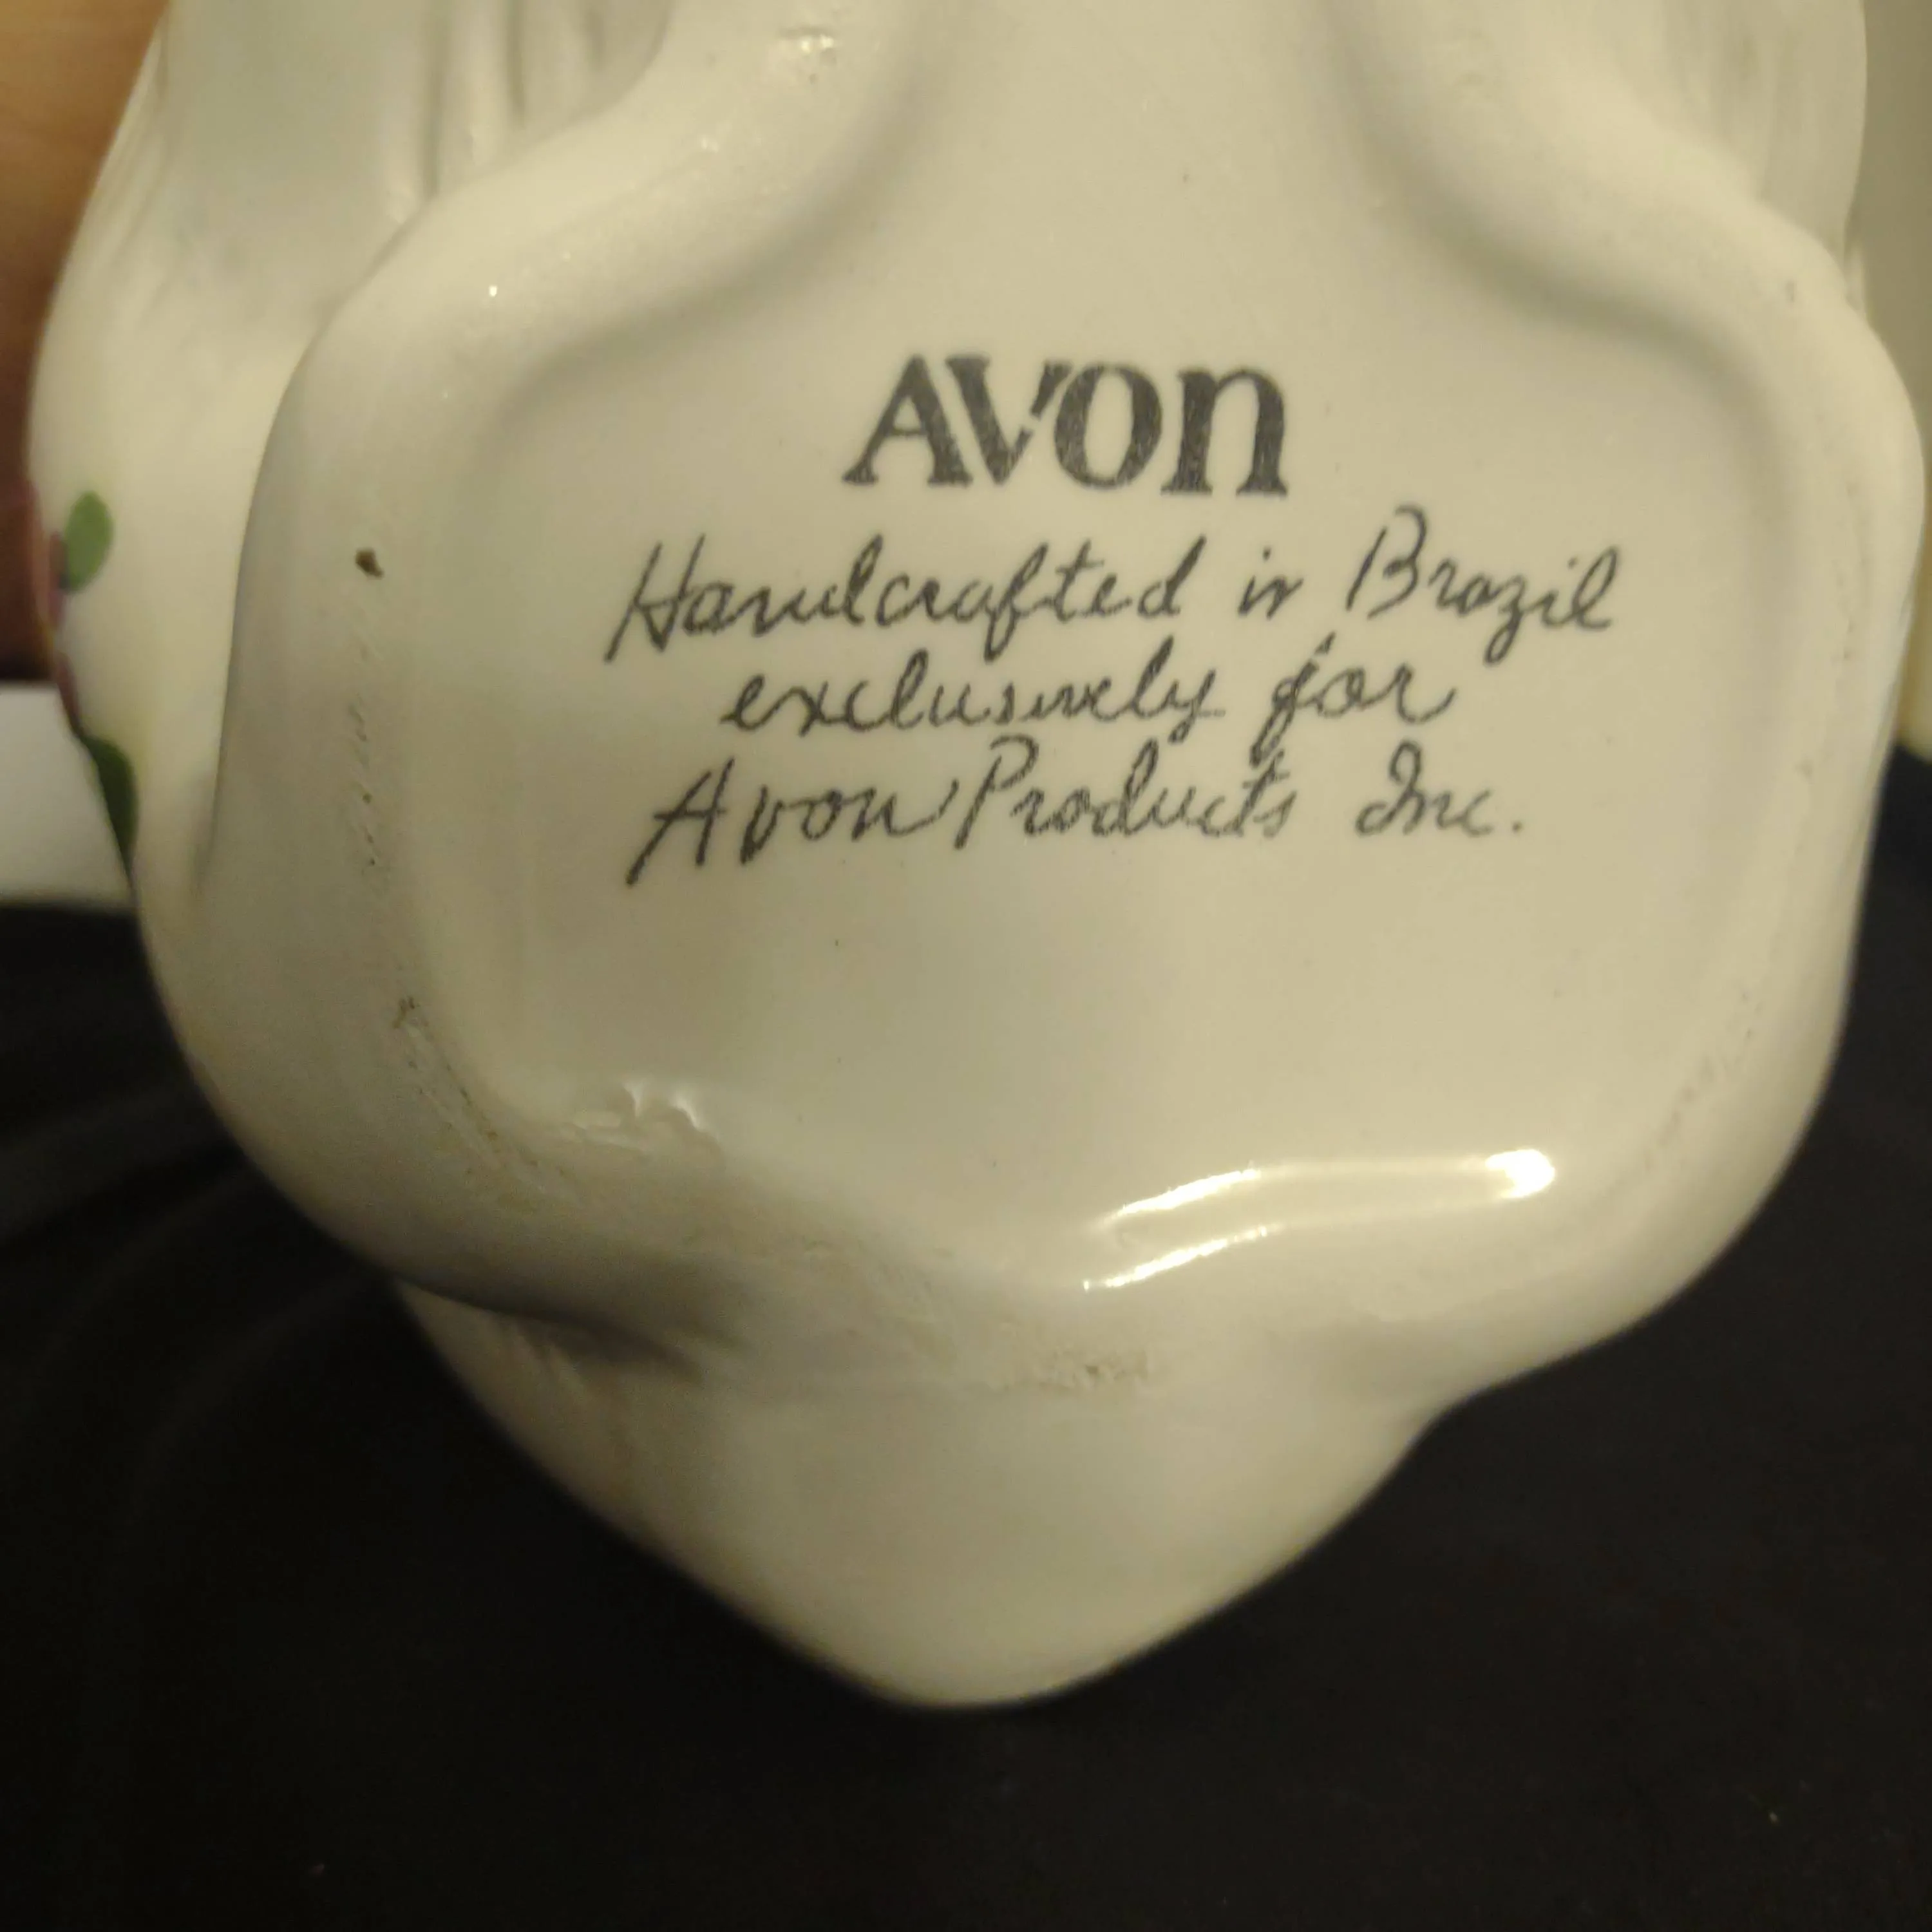 AVON
Handcrafted in Brazil
exclusively for
Avon Products Inc.